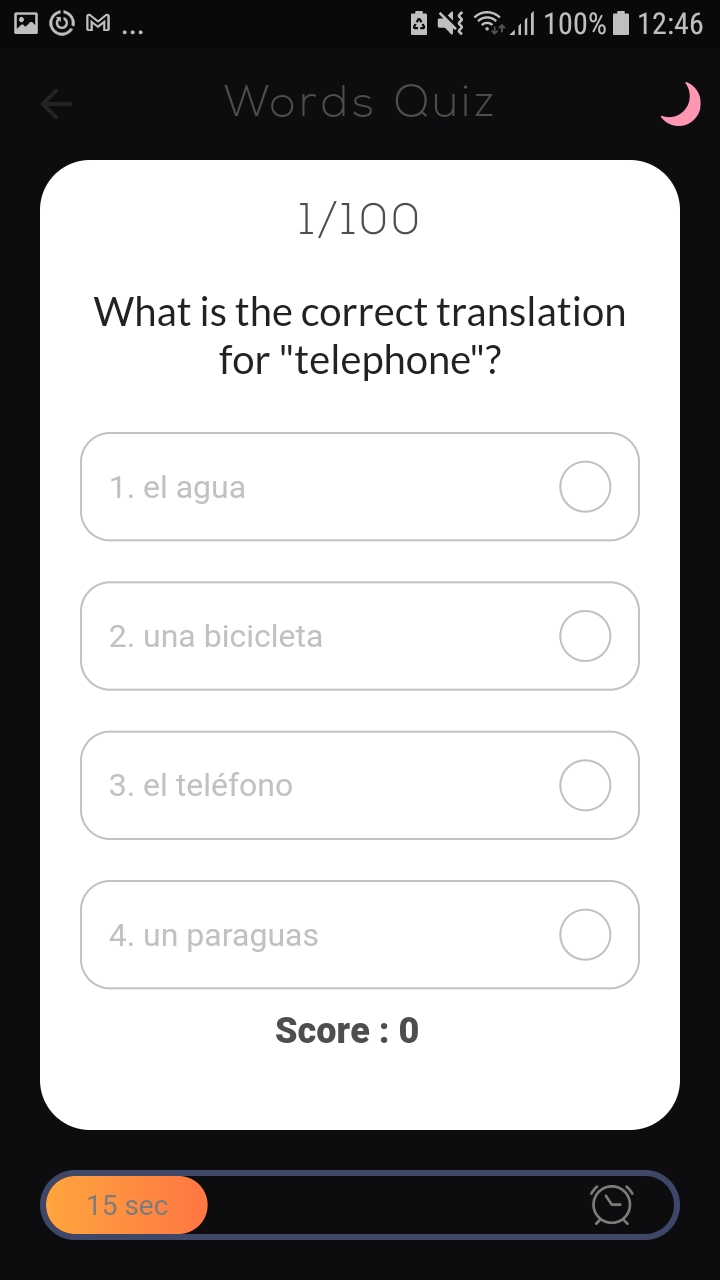 ... 100% 12:46
Words Quiz
1/100
What is the correct translation
for "telephone"?
1. el agua
2. una bicicleta
3. el teléfono
4. un paraguas
Score : 0
15 sec